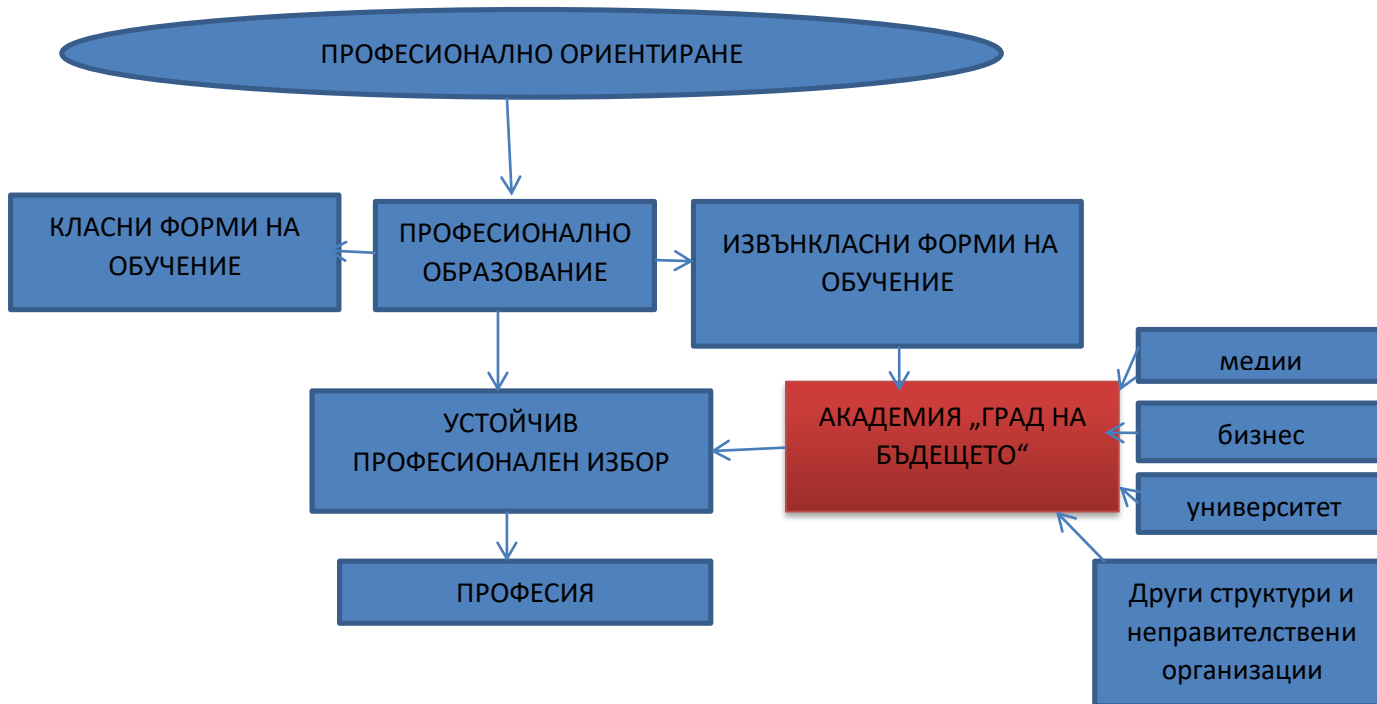 ПРОФЕСИОНАЛНО ОРИЕНТИРАНЕ
КЛАСНИ ФОРМИ НА
ОБУЧЕНИЕ
ПРОФЕСИОНАЛНО
ОБРАЗОВАНИЕ
ИЗВЪНКЛАСНИ ФОРМИ НА
ОБУЧЕНИЕ
медии
АКАДЕМИЯ „ГРАД НА
БЪДЕЩЕТО“
УСТОЙЧИВ
ПРОФЕСИОНАЛЕН ИЗБОР
бизнес
университет
ПРОФЕСИЯ
Други структури и
неправителствени
организации